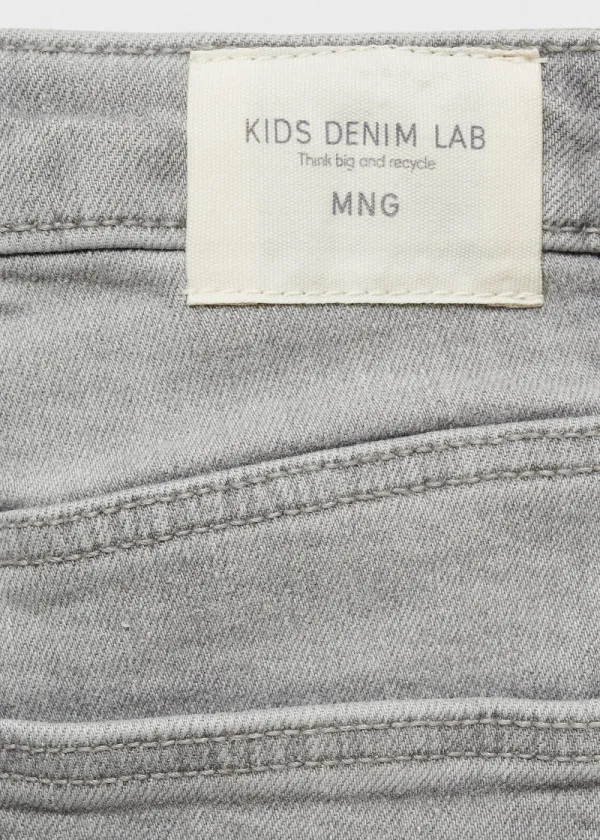 KIDS DENIM LAB
Think big and recycle
MNG